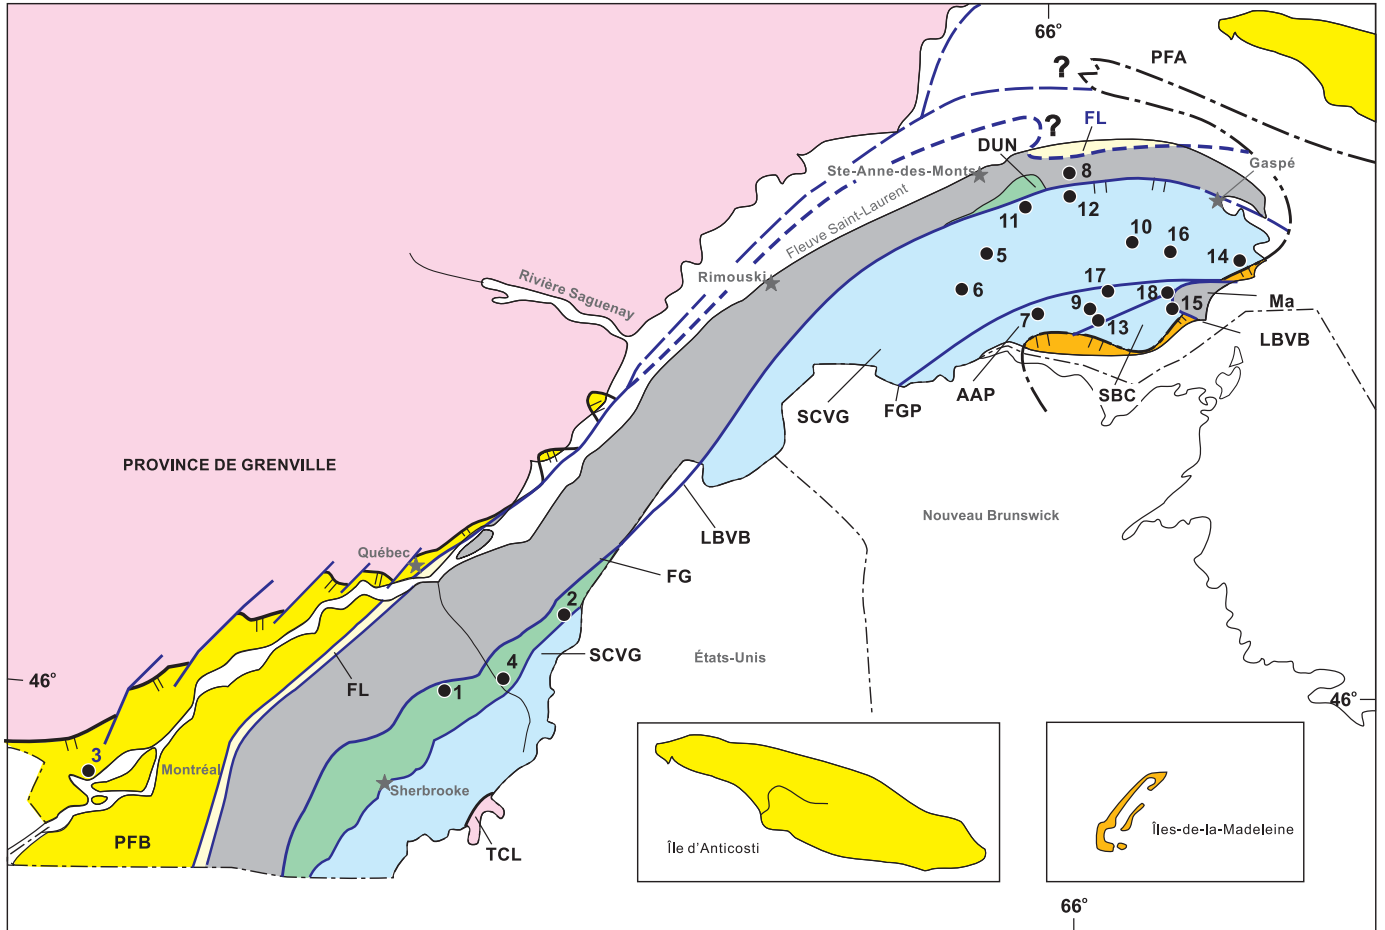 66°
PFA
?
?
FL
DUN
Ste-Anne-des-Monts
8
Gaspé
12
11
Fleuve Saint-Laurent
10
16
5
14
Rimouski
Rivière Saguenay
17
6
18
Ma
9
15
7
13
LBVB
AAP
SBC
SCVG
FGP
PROVINCE DE GRENVILLE
Nouveau Brunswick
LBVB
Québec
FG
2
SCVG
États-Unis
4
46°
FL
1
46°
3
Montréal
Sherbrooke
Île d'Anticosti
Îles-de-la-Madeleine
PFB
TCL
66°